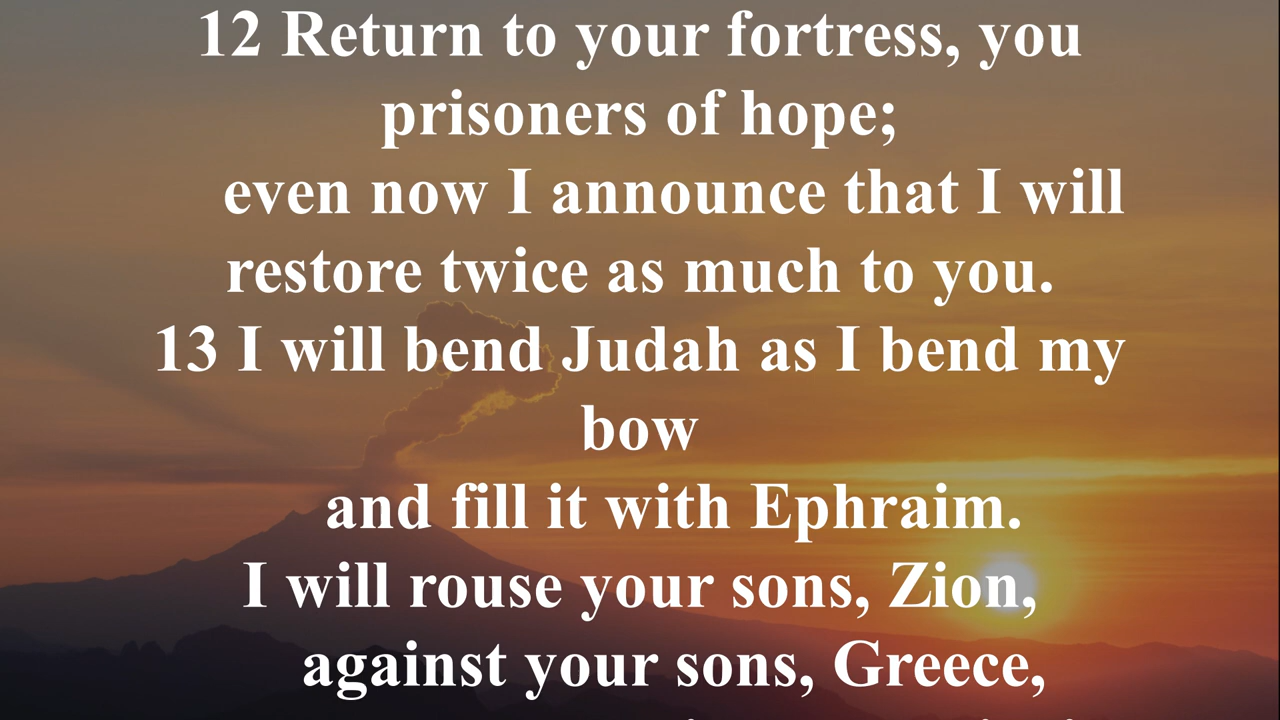 12 Return to your fortress, you
prisoners of hope;
even now I announce that I will
restore twice as much to you.
13 I will bend Judah as I bend my
bow
and fill it with Ephraim.
I will rouse your sons, Zion,
against your sons, Greece,